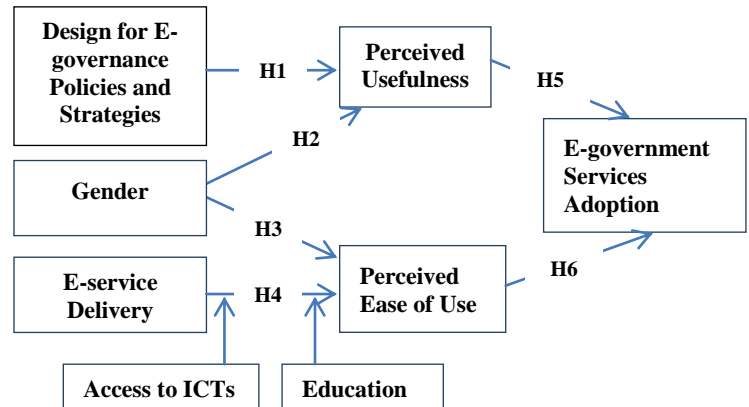 Design for E-
governance
Policies and
Strategies
H1
Perceived
Usefulness
H5
H2
Gender
E-government
Services
Adoption
H3
E-service
Delivery
H4
Perceived
Ease of Use
H6
Access to ICTs
Education